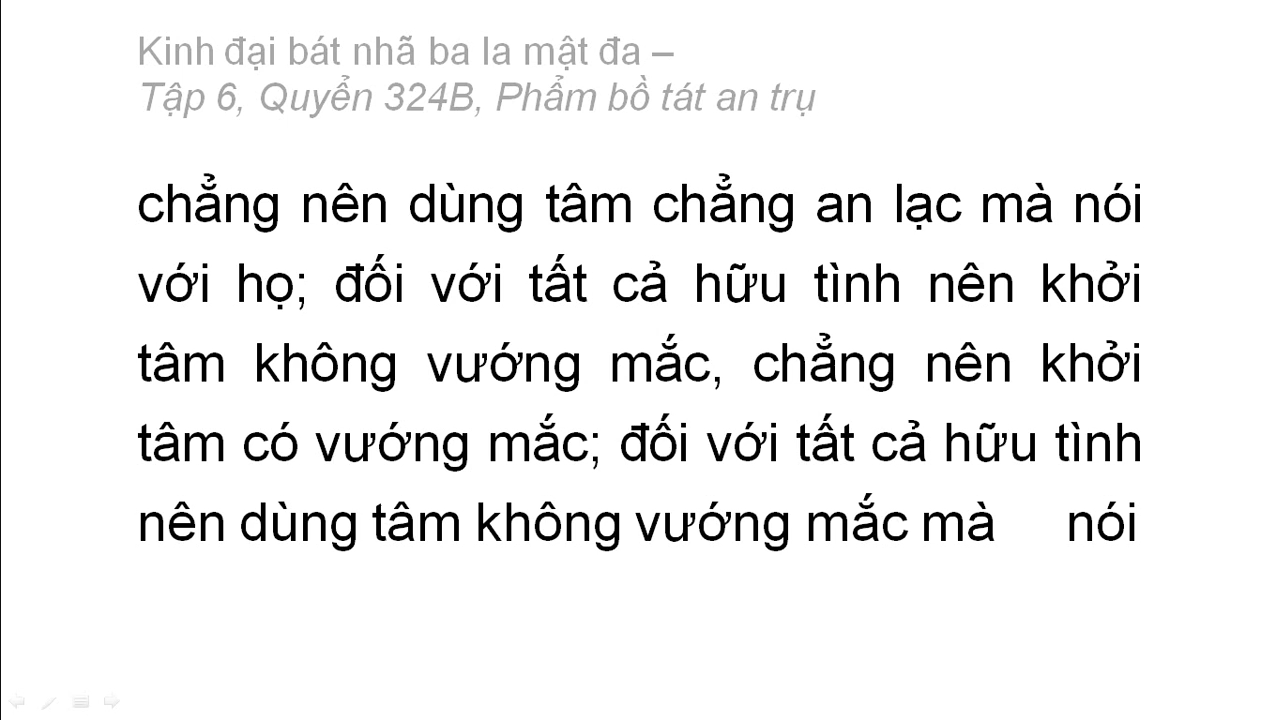 Kinh đại bát nhã ba la mật đa –
Tập 6, Quyển 324B, Phẩm bồ tát an trụ
chẳng nên dùng tâm chẳng an lạc mà nói
với họ; đối với tất cả hữu tình nên khởi
tâm không vướng mắc, chẳng nên khởi
tâm có vướng mắc; đối với tất cả hữu tình
nên dùng tâm không vướng mắc mà nói